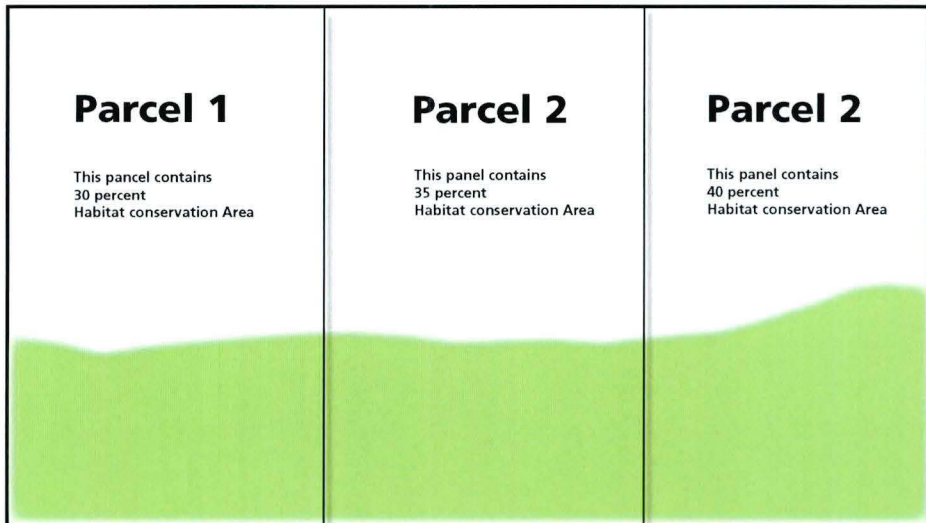 Parcel 1
This pancel contains
30 percent
Habitat conservation Area
Parcel 2
This panel contains
35 percent
Habitat conservation Area
Parcel 2
This panel contains
40 percent
Habitat conservation Area